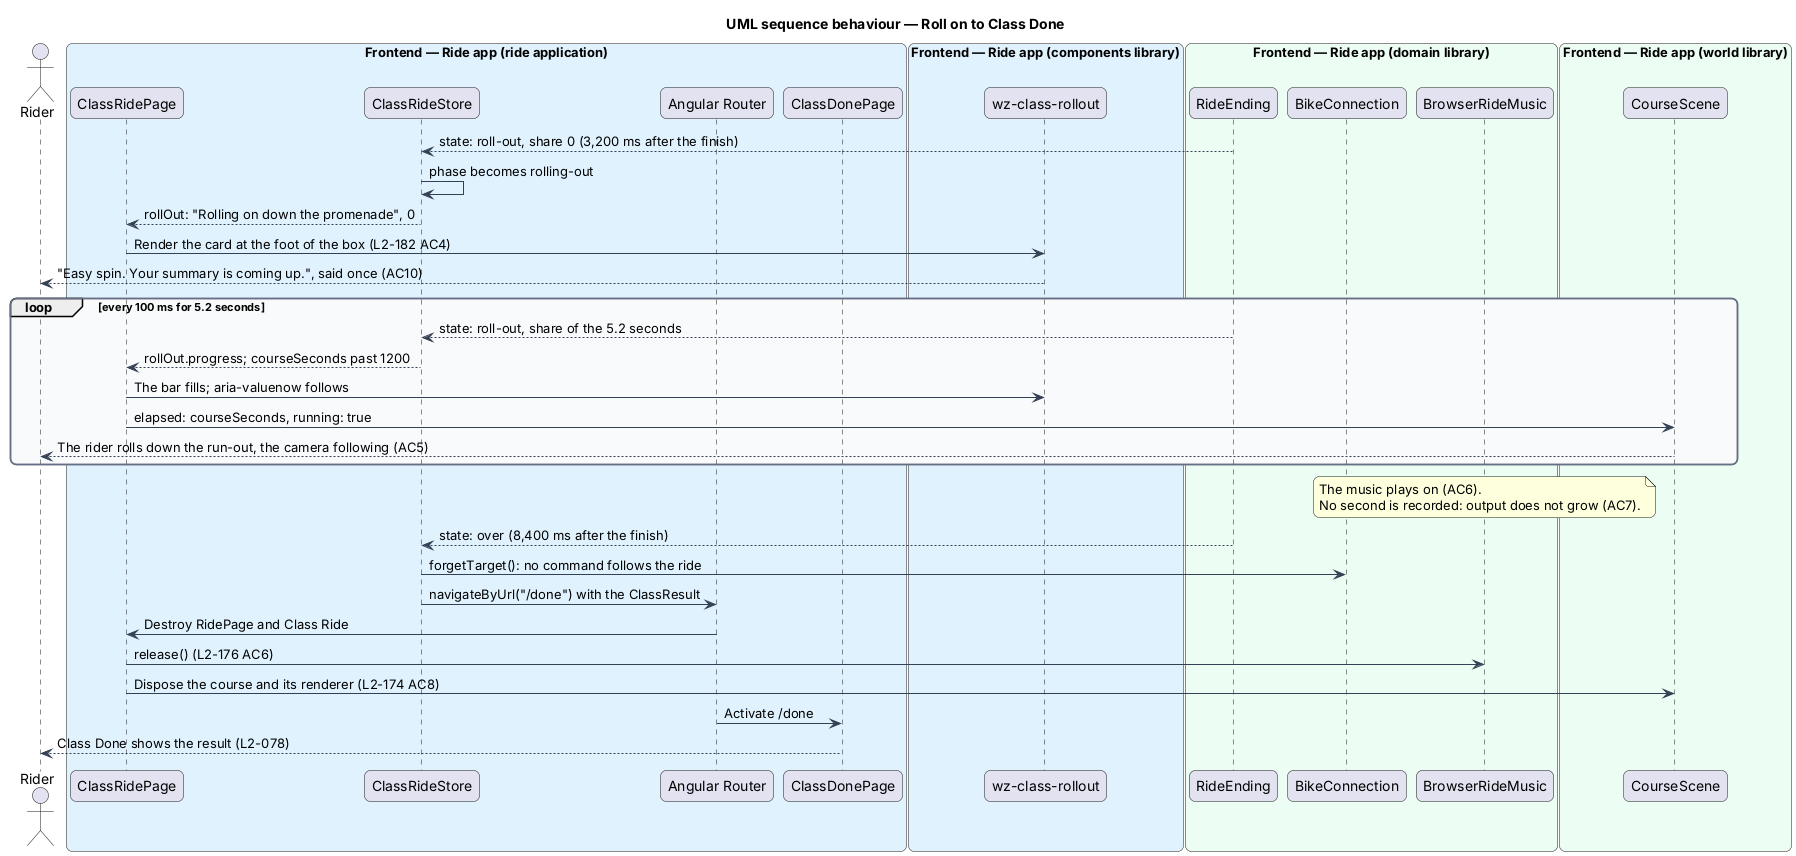 UML sequence behaviour — Roll on to Class Done
Frontend — Ride app (ride application)
Frontend — Ride app (components library)
Frontend — Ride app (domain library)
Frontend — Ride app (world library)
Rider
ClassRidePage
ClassRideStore
Angular Router
ClassDonePage
wz-class-rollout
RideEnding
BikeConnection
BrowserRideMusic
CourseScene
state: roll-out, share 0 (3,200 ms after the finish)
phase becomes rolling-out
rollOut: "Rolling on down the promenade", 0
Render the card at the foot of the box (L2-182 AC4)
"Easy spin. Your summary is coming up.", said once (AC10)
loop
[every 100 ms for 5.2 seconds]
state: roll-out, share of the 5.2 seconds
rollOut.progress; courseSeconds past 1200
The bar fills; aria-valuenow follows
elapsed: courseSeconds, running: true
The rider rolls down the run-out, the camera following (AC5)
The music plays on (AC6).
No second is recorded: output does not grow (AC7).
state: over (8,400 ms after the finish)
forgetTarget(): no command follows the ride
navigateByUrl("/done") with the ClassResult
Destroy RidePage and Class Ride
release() (L2-176 AC6)
Dispose the course and its renderer (L2-174 AC8)
Activate /done
Class Done shows the result (L2-078)
Rider
ClassRidePage
ClassRideStore
Angular Router
ClassDonePage
wz-class-rollout
RideEnding
BikeConnection
BrowserRideMusic
CourseScene